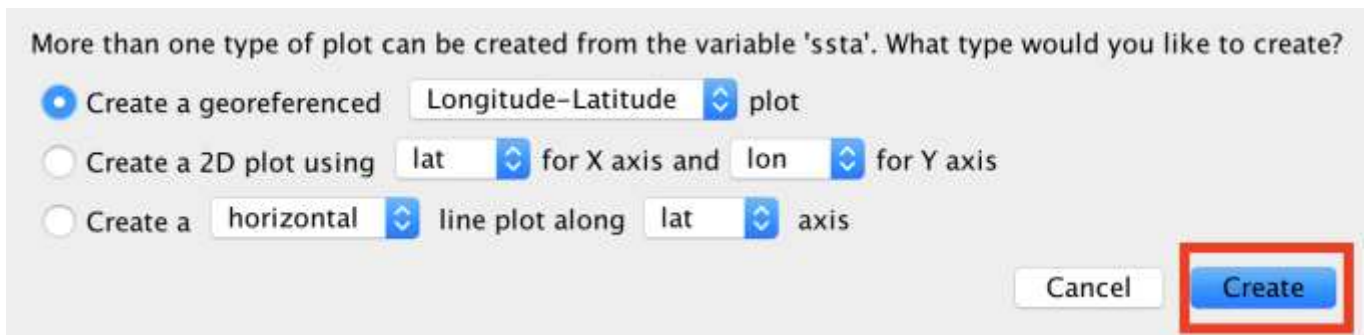 More than one type of plot can be created from the variable 'ssta'. What type would you like to create?
Create a georeferenced Longitude-Latitude plot
Create a 2D plot using lat for X axis and lon for Y axis
Create a horizontal line plot along lat axis
Cancel Create